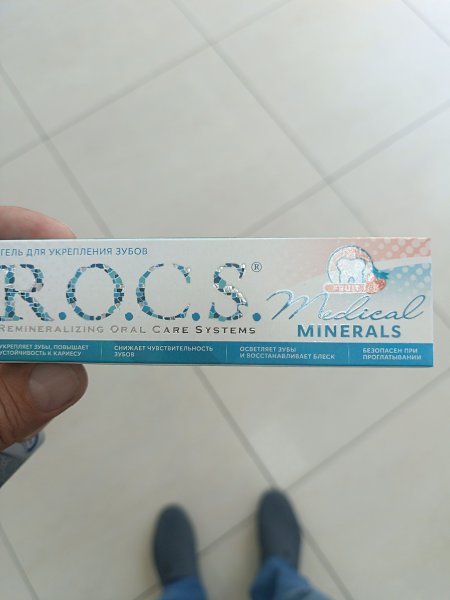 ГЕЛЬ ДЛЯ УКРЕПЛЕНИЯ ЗУБОВ
R.O.C.S.®
REMINERALIZING ORAL CARE SYSTEMS
Medical
MINERALS
УКРЕПЛЯЕТ ЗУБЫ, ПОВЫШАЕТ
УСТОЙЧИВОСТЬ К КАРИЕСУ
СНИЖАЕТ ЧУВСТВИТЕЛЬНОСТЬ
ЗУБОВ
ОСВЕТЛЯЕТ ЗУБЫ
И ВОССТАНАВЛИВАЕТ БЛЕСК
БЕЗОПАСЕН ПРИ
ПРОГЛАТЫВАНИИ